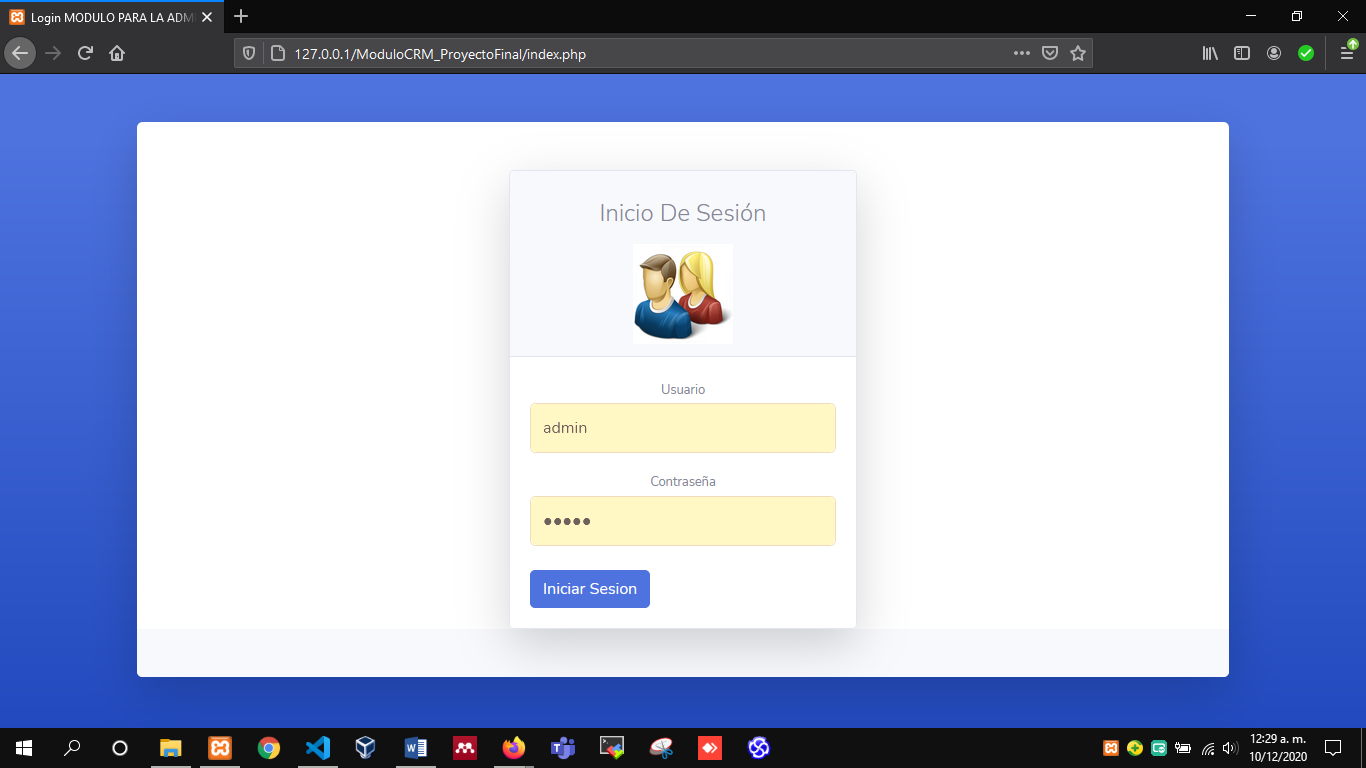 Login MODULO PARA LA ADM
127.0.0.1/ModuloCRM_ProyectoFinal/index.php
Inicio De Sesión
Usuario
admin
Contraseña
Iniciar Sesion
12:29 a. m.
10/12/2020